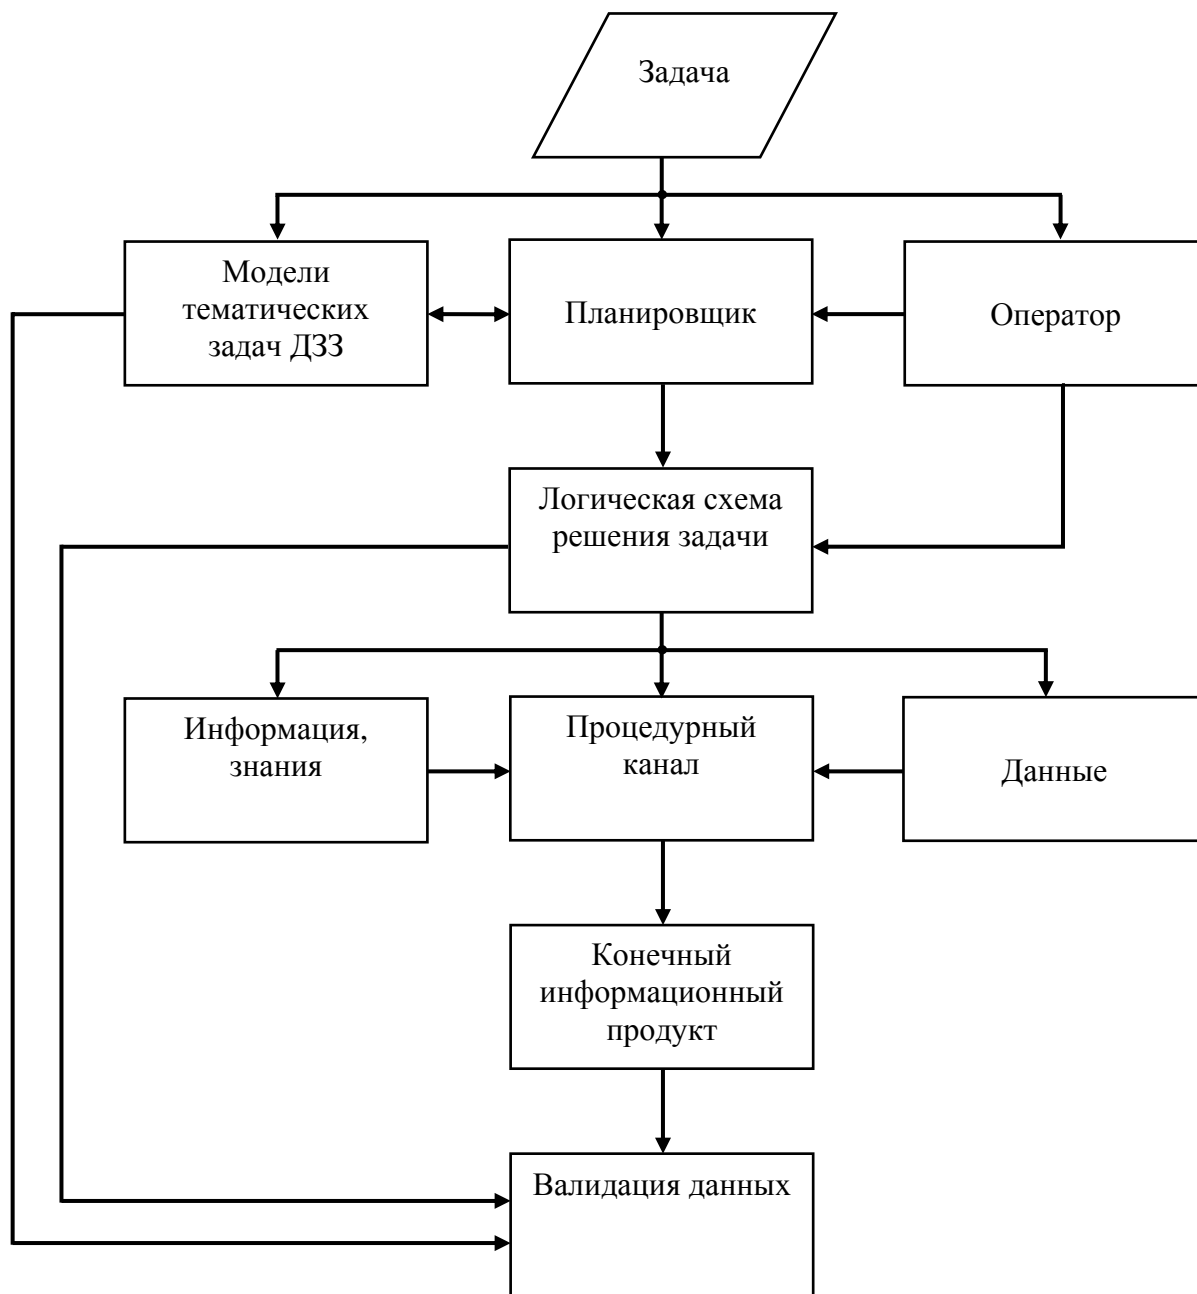 Задача
Модели
тематических
задач ДЗЗ
Планировщик
Оператор
Логическая схема
решения задачи
Информация,
знания
Процедурный
канал
Данные
Конечный
информационный
продукт
Валидация данных